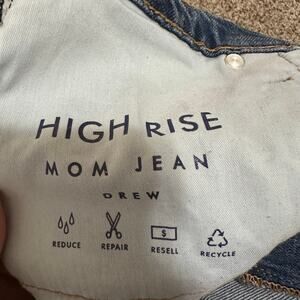 HIGH RISE
MOM JEAN
DREW
REDUCE REPAIR RESELL RECYCLE